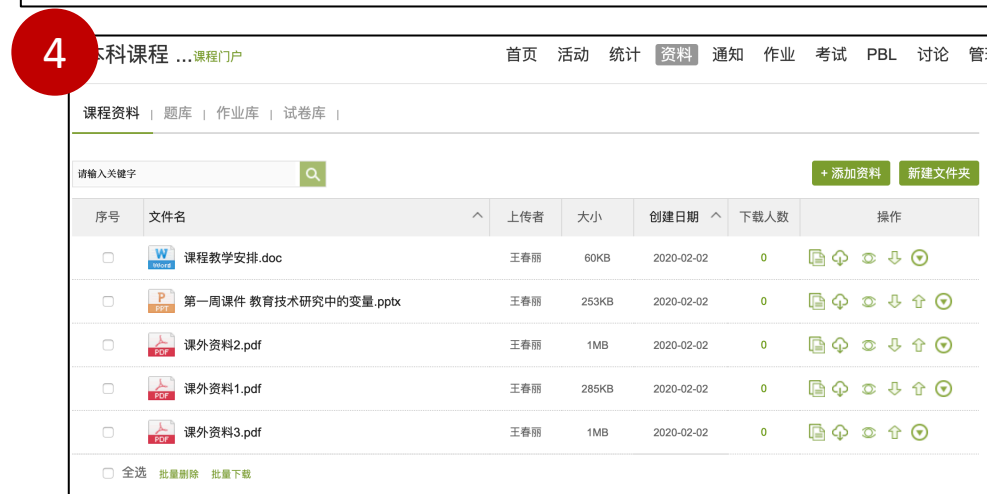 4
本科课程 ...课程门户 首页 活动 统计 资料 通知 作业 考试 PBL 讨论 管理
课程资料 | 题库 | 作业库 | 试卷库 |
请输入关键字 + 添加资料 新建文件夹
序号 文件名 上传者 大小 创建日期 下载人数 操作
W Word 课程教学安排.doc 王春丽 60KB 2020-02-02 0
P PPT 第一周课件 教育技术研究中的变量.pptx 王春丽 253KB 2020-02-02 0
PDF 课外资料2.pdf 王春丽 1MB 2020-02-02 0
PDF 课外资料1.pdf 王春丽 285KB 2020-02-02 0
PDF 课外资料3.pdf 王春丽 1MB 2020-02-02 0
全选 批量删除 批量下载